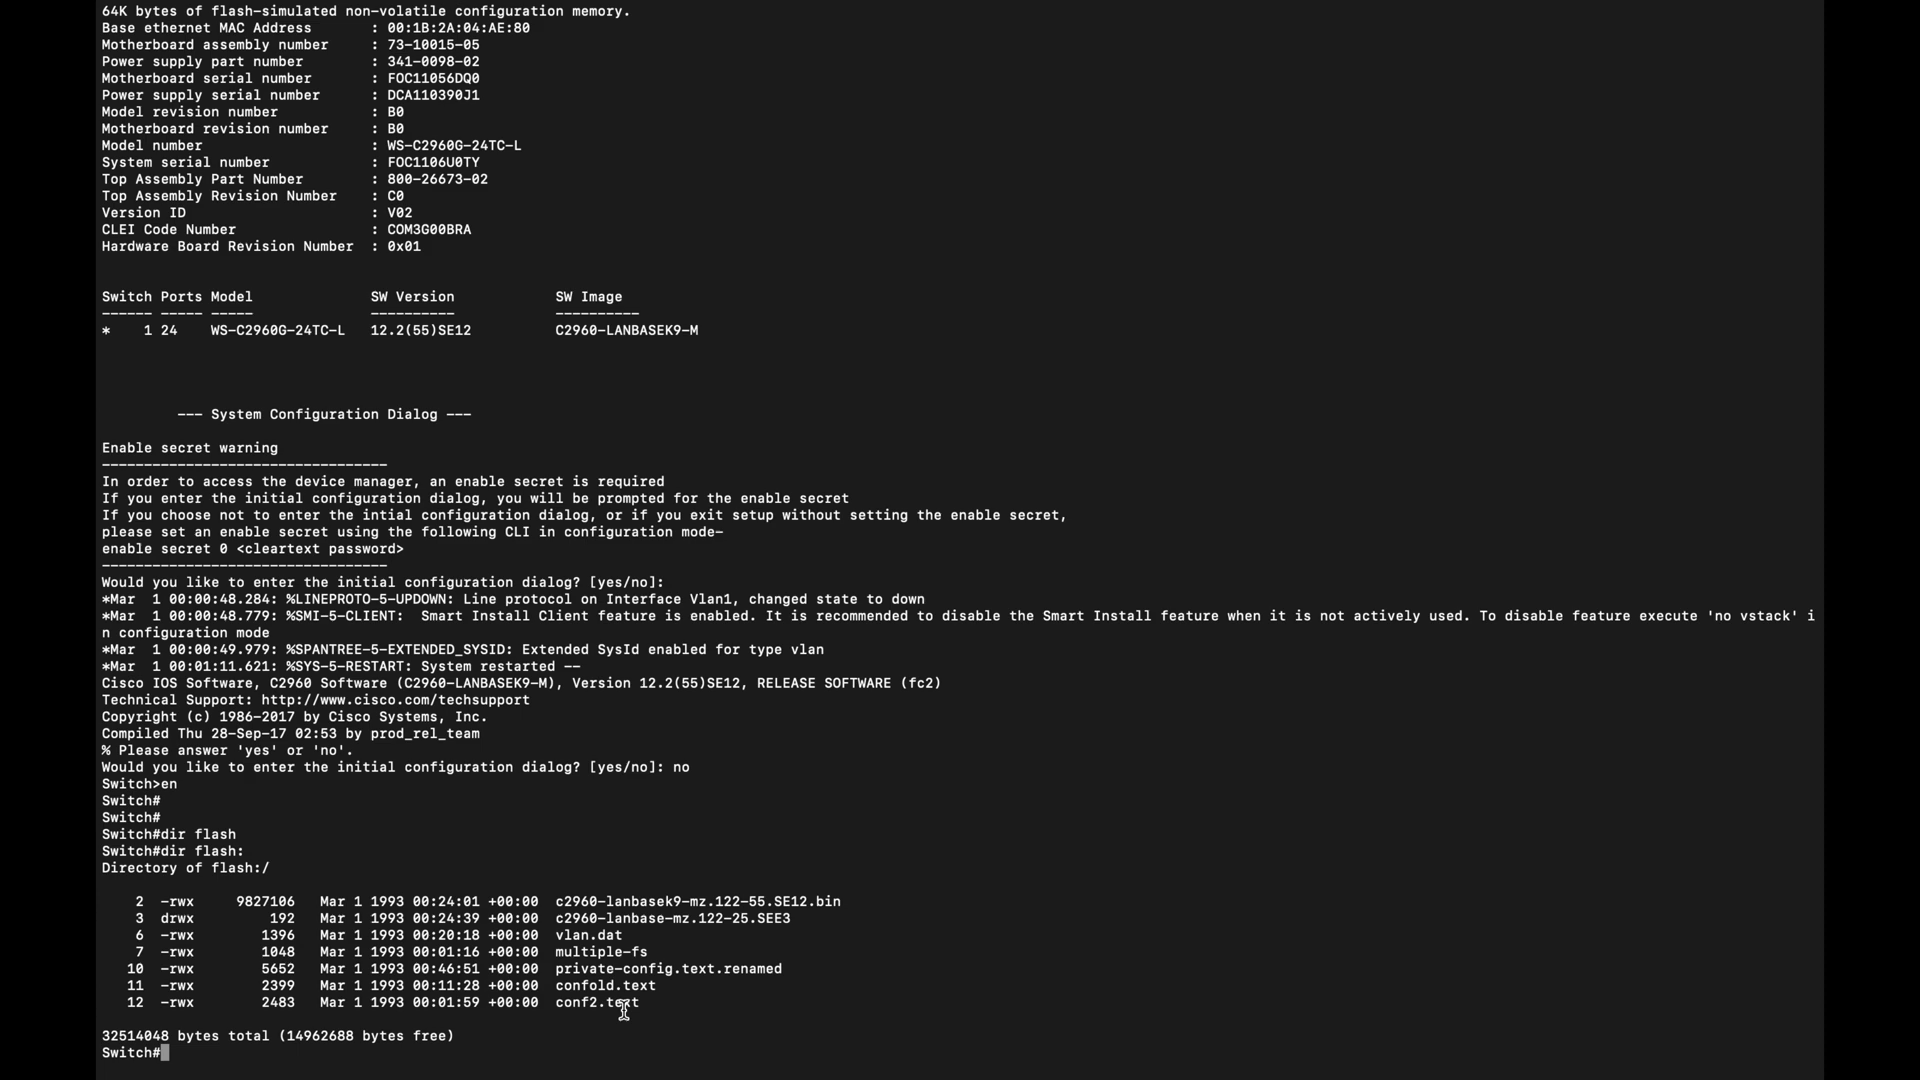 64K bytes of flash-simulated non-volatile configuration memory.
Base ethernet MAC Address       : 00:1B:2A:04:AE:80
Motherboard assembly number     : 73-10015-05
Power supply part number        : 341-0098-02
Motherboard serial number       : FOC11056DQ0
Power supply serial number      : DCA110390J1
Model revision number           : B0
Motherboard revision number     : B0
Model number                    : WS-C2960G-24TC-L
System serial number            : FOC1106U0TY
Top Assembly Part Number        : 800-26673-02
Top Assembly Revision Number    : C0
Version ID                      : V02
CLEI Code Number                : COM3G00BRA
Hardware Board Revision Number  : 0x01
Switch Ports Model              SW Version            SW Image
------ ----- -----              ----------            ----------
*    1 24    WS-C2960G-24TC-L   12.2(55)SE12          C2960-LANBASEK9-M
--- System Configuration Dialog ---
Enable secret warning
----------------------------------
In order to access the device manager, an enable secret is required
If you enter the initial configuration dialog, you will be prompted for the enable secret
If you choose not to enter the intial configuration dialog, or if you exit setup without setting the enable secret,
please set an enable secret using the following CLI in configuration mode-
enable secret 0 <cleartext password>
----------------------------------
Would you like to enter the initial configuration dialog? [yes/no]:
*Mar  1 00:00:48.284: %LINEPROTO-5-UPDOWN: Line protocol on Interface Vlan1, changed state to down
*Mar  1 00:00:48.779: %SMI-5-CLIENT:  Smart Install Client feature is enabled. It is recommended to disable the Smart Install feature when it is not actively used. To disable feature execute 'no vstack' i
n configuration mode
*Mar  1 00:00:49.979: %SPANTREE-5-EXTENDED_SYSID: Extended SysId enabled for type vlan
*Mar  1 00:01:11.621: %SYS-5-RESTART: System restarted --
Cisco IOS Software, C2960 Software (C2960-LANBASEK9-M), Version 12.2(55)SE12, RELEASE SOFTWARE (fc2)
Technical Support: http://www.cisco.com/techsupport
Copyright (c) 1986-2017 by Cisco Systems, Inc.
Compiled Thu 28-Sep-17 02:53 by prod_rel_team
% Please answer 'yes' or 'no'.
Would you like to enter the initial configuration dialog? [yes/no]: no
Switch>en
Switch#
Switch#
Switch#dir flash
Switch#dir flash:
Directory of flash:/
2  -rwx     9827106   Mar 1 1993 00:24:01 +00:00  c2960-lanbasek9-mz.122-55.SE12.bin
3  drwx         192   Mar 1 1993 00:24:39 +00:00  c2960-lanbase-mz.122-25.SEE3
6  -rwx        1396   Mar 1 1993 00:20:18 +00:00  vlan.dat
7  -rwx        1048   Mar 1 1993 00:01:16 +00:00  multiple-fs
10  -rwx        5652   Mar 1 1993 00:46:51 +00:00  private-config.text.renamed
11  -rwx        2399   Mar 1 1993 00:11:28 +00:00  confold.text
12  -rwx        2483   Mar 1 1993 00:01:59 +00:00  conf2.text
32514048 bytes total (14962688 bytes free)
Switch#